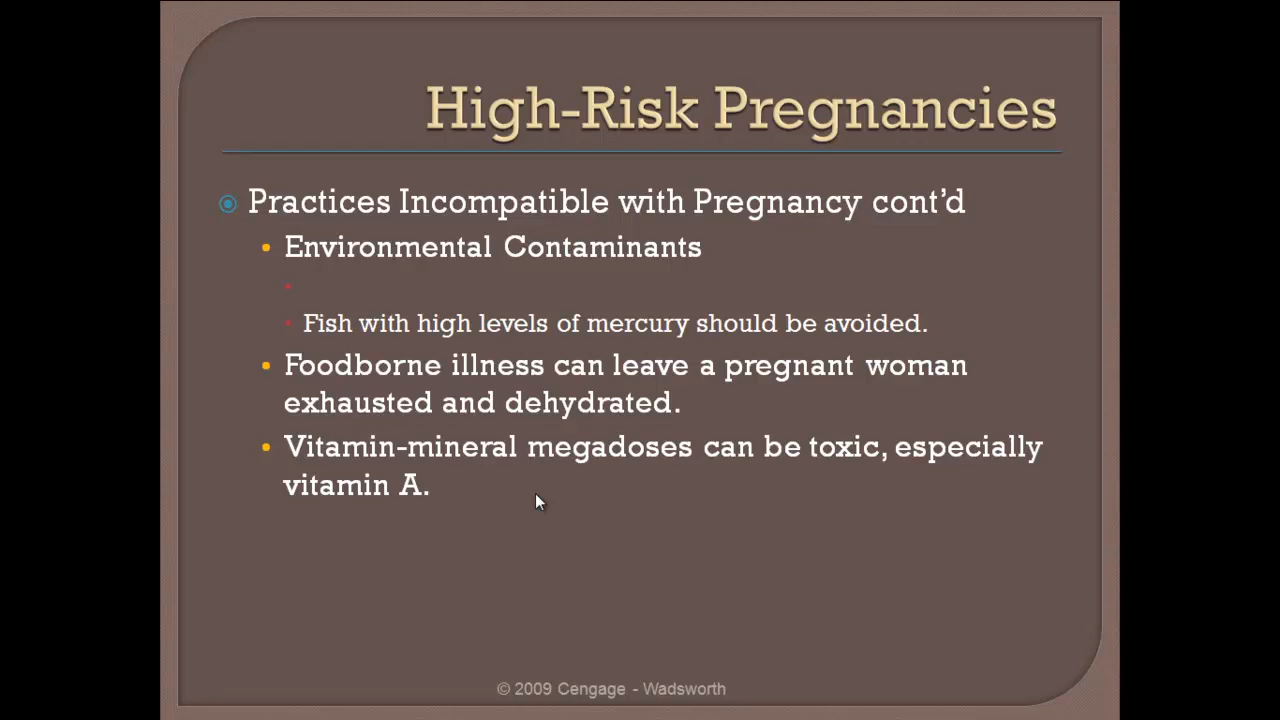 High-Risk Pregnancies
Practices Incompatible with Pregnancy cont’d
Environmental Contaminants
Fish with high levels of mercury should be avoided.
Foodborne illness can leave a pregnant woman
exhausted and dehydrated.
Vitamin-mineral megadoses can be toxic, especially
vitamin A.
© 2009 Cengage - Wadsworth